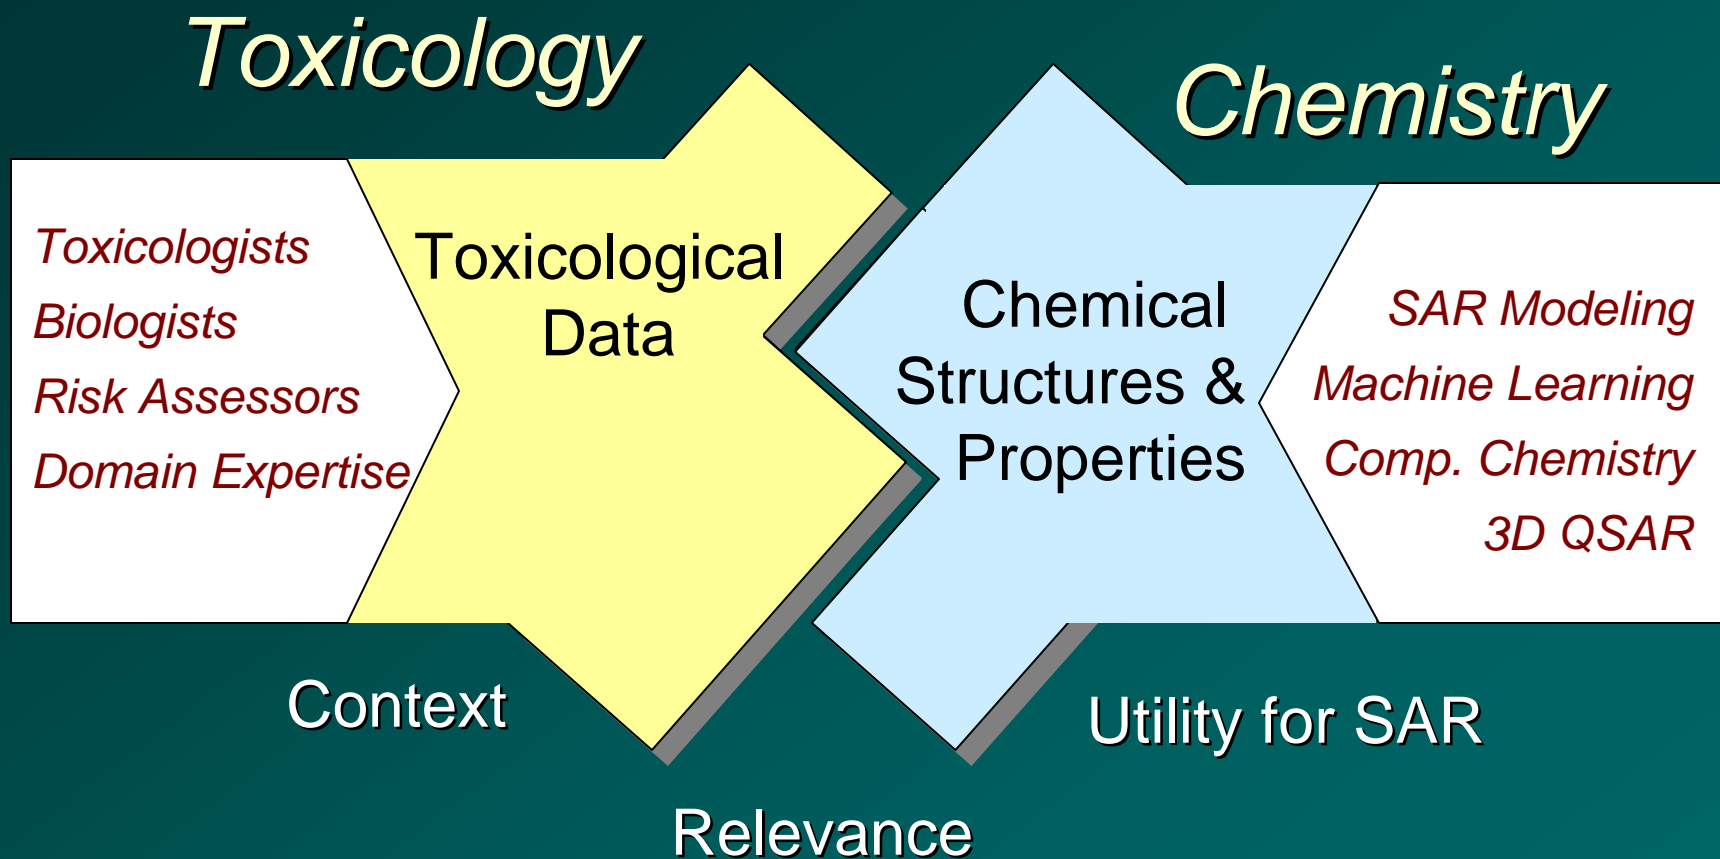 Toxicology
Chemistry
Toxicologists
Biologists
Risk Assessors
Domain Expertise
Toxicological
Data
Chemical
Structures &
Properties
SAR Modeling
Machine Learning
Comp. Chemistry
3D QSAR
Context
Utility for SAR
Relevance